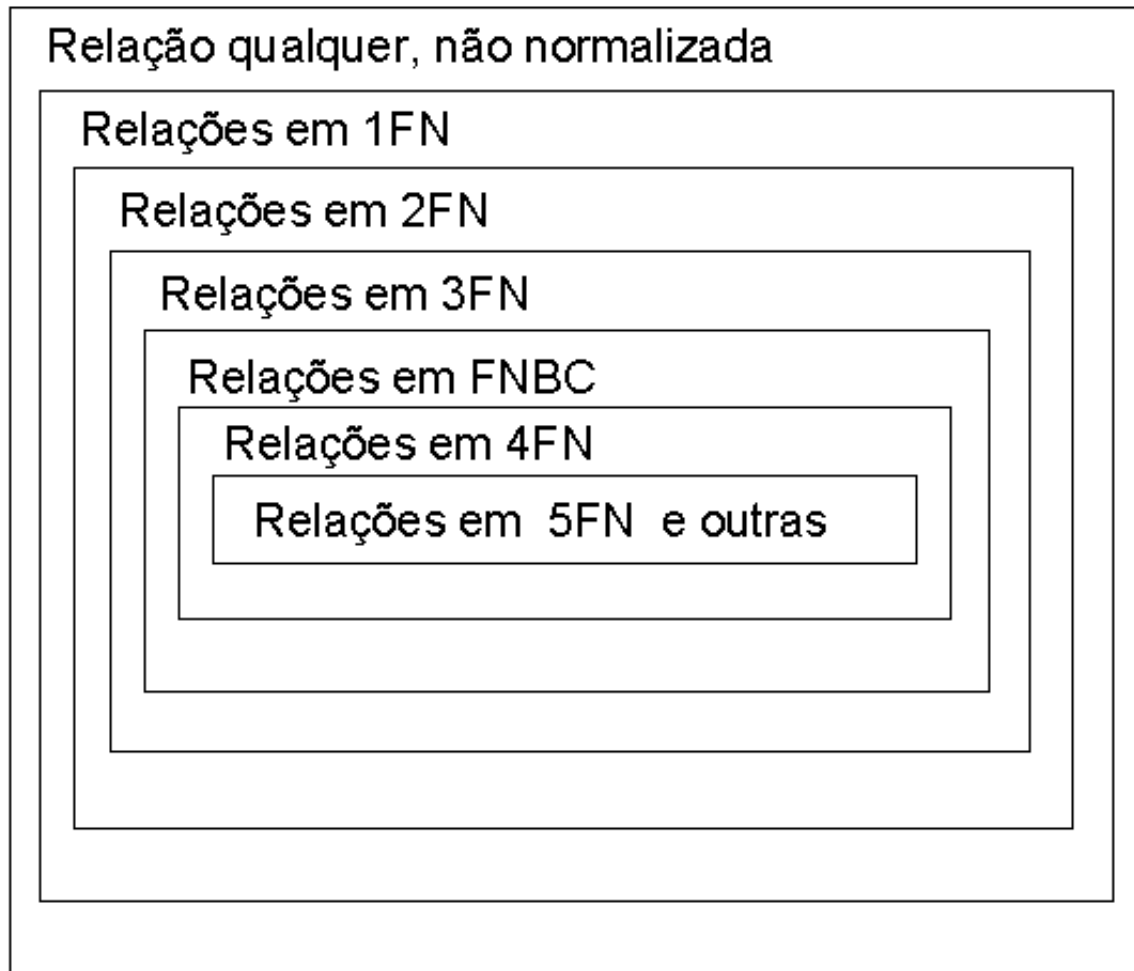 Relação qualquer, não normalizada
Relações em 1FN
Relações em 2FN
Relações em 3FN
Relações em FNBC
Relações em 4FN
Relações em 5FN e outras